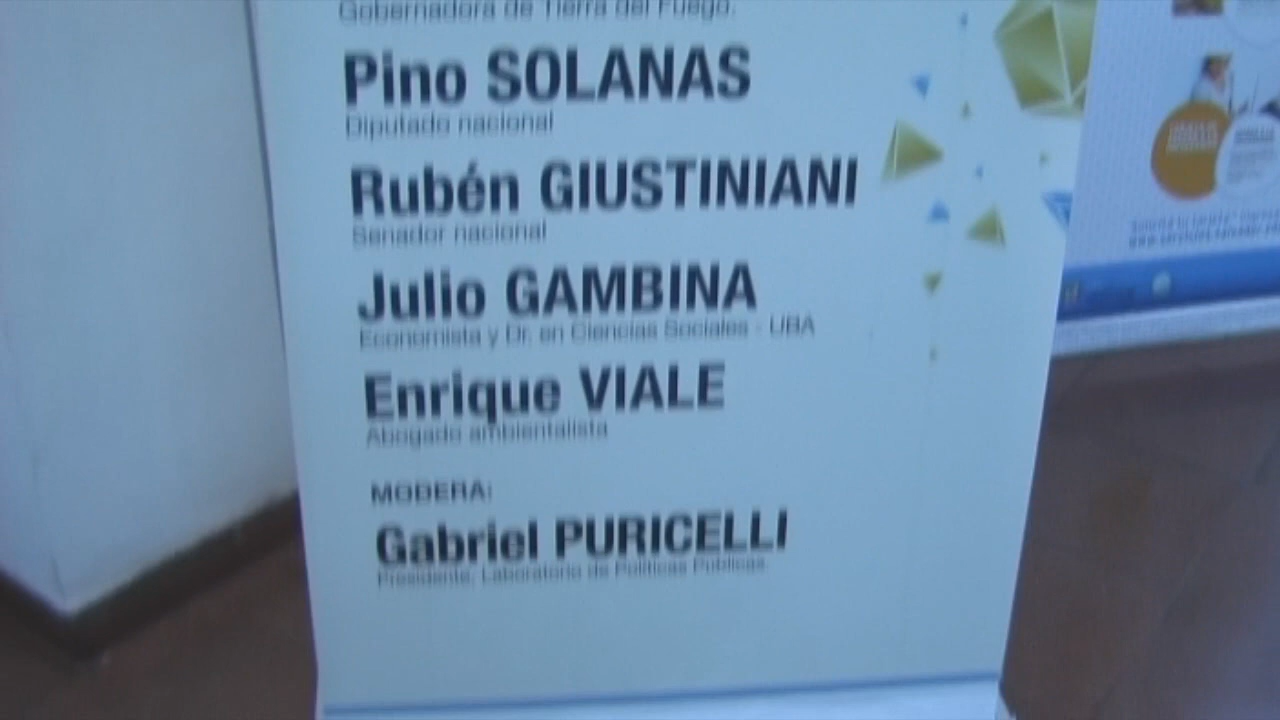 Gobernadora de Tierra del Fuego.
Pino SOLANAS
Diputado nacional
Rubén GIUSTINIANI
Senador nacional
Julio GAMBINA
Economista y Dr. en Ciencias Sociales - UBA
Enrique VIALE
Abogado ambientalista
MODERA:
Gabriel PURICELLI
Presidente, Laboratorio de Políticas Públicas.